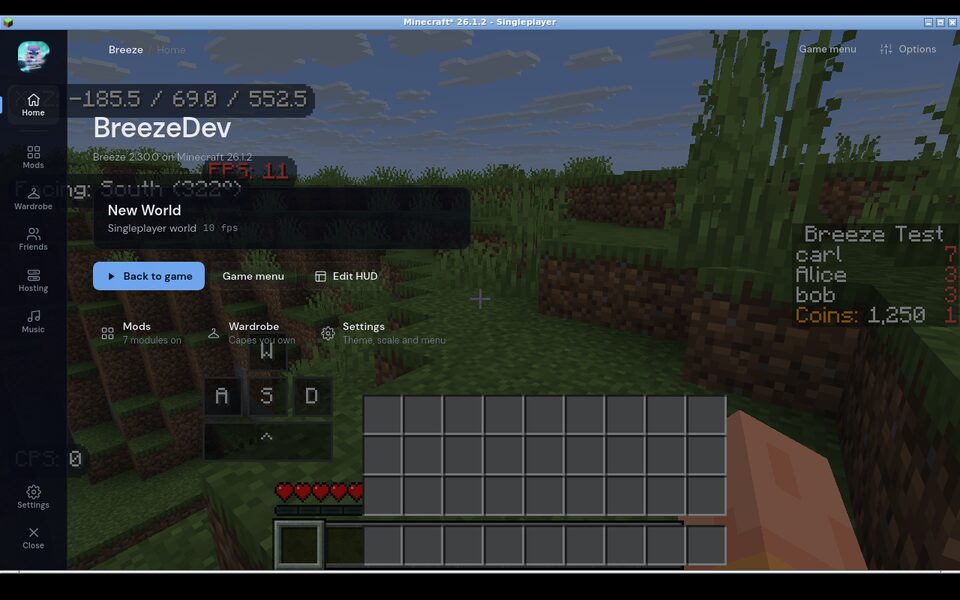 Minecraft* 26.1.2 - Singleplayer
Breeze / Home
Game menu
Options
-185.5 / 69.0 / 552.5
Home
BreezeDev
Breeze 2.30.0 on Minecraft 26.1.2
FPS: 11
Mods
Facing: South (322°)
Wardrobe
New World
Singleplayer world 10 fps
Friends
Breeze Test
carl 7
Alice 3
bob 3
Coins: 1,250 1
Back to game
Game menu
Edit HUD
Hosting
Music
Mods
7 modules on
Wardrobe
Capes you own
Settings
Theme, scale and menu
W
A S D
^
CPS: 0
Settings
Close